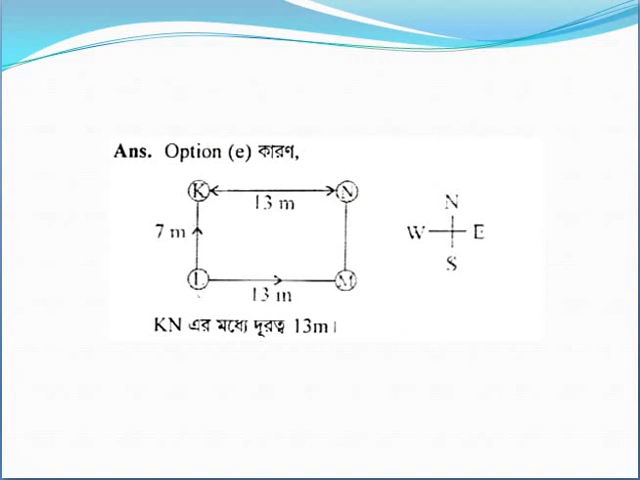 Ans. Option (e) কারণ,
K N
13 m
7 m
L M
13 m
N
W E
S
KN এর মধ্যে দূরত্ব 13m।